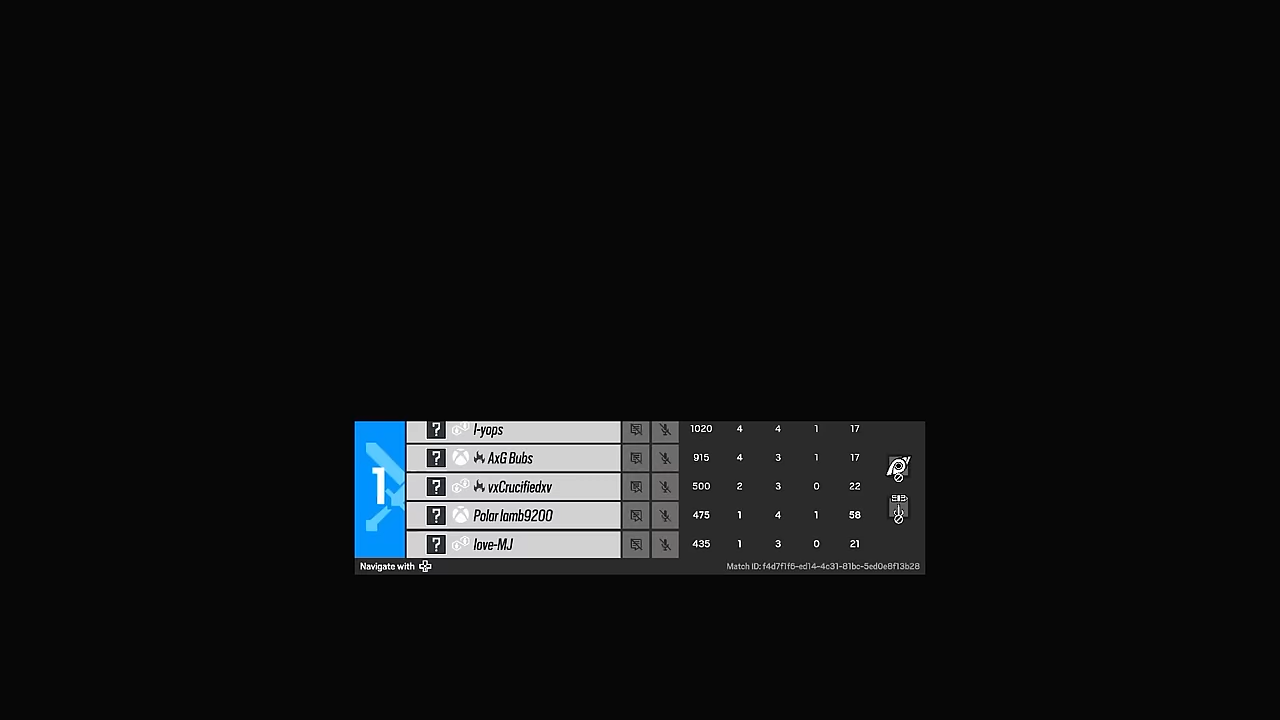 ? I-yops 1020 4 4 1 17
? AxG Bubs 915 4 3 1 17
1
? vxCrucifiedxv 500 2 3 0 22
? Polar lamb9200 475 1 4 1 58
? love-MJ 435 1 3 0 21
Navigate with
Match ID: f4d7f1f6-ed14-4c31-81bc-5ed0e8f13b28